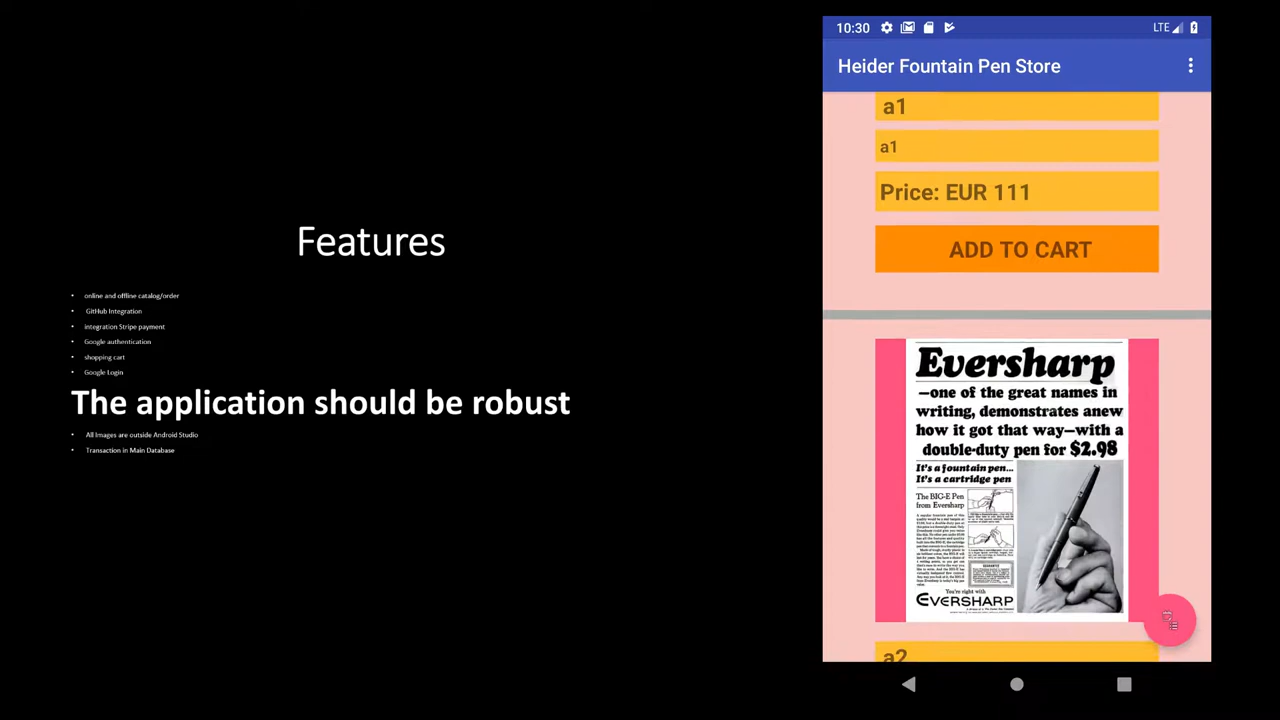 Features
• online and offline catalog/order
• GitHub Integration
• integration Stripe payment
• Google authentication
• shopping cart
• Google Login
The application should be robust
• All Images are outside Android Studio
• Transaction in Main Database
10:30
LTE
Heider Fountain Pen Store
a1
a1
Price: EUR 111
ADD TO CART
Eversharp
—one of the great names in
writing, demonstrates anew
how it got that way—with a
double-duty pen for $2.98
It's a fountain pen...
It's a cartridge pen
The BIG-E Pen
from Eversharp
You're right with
EVERSHARP
a2